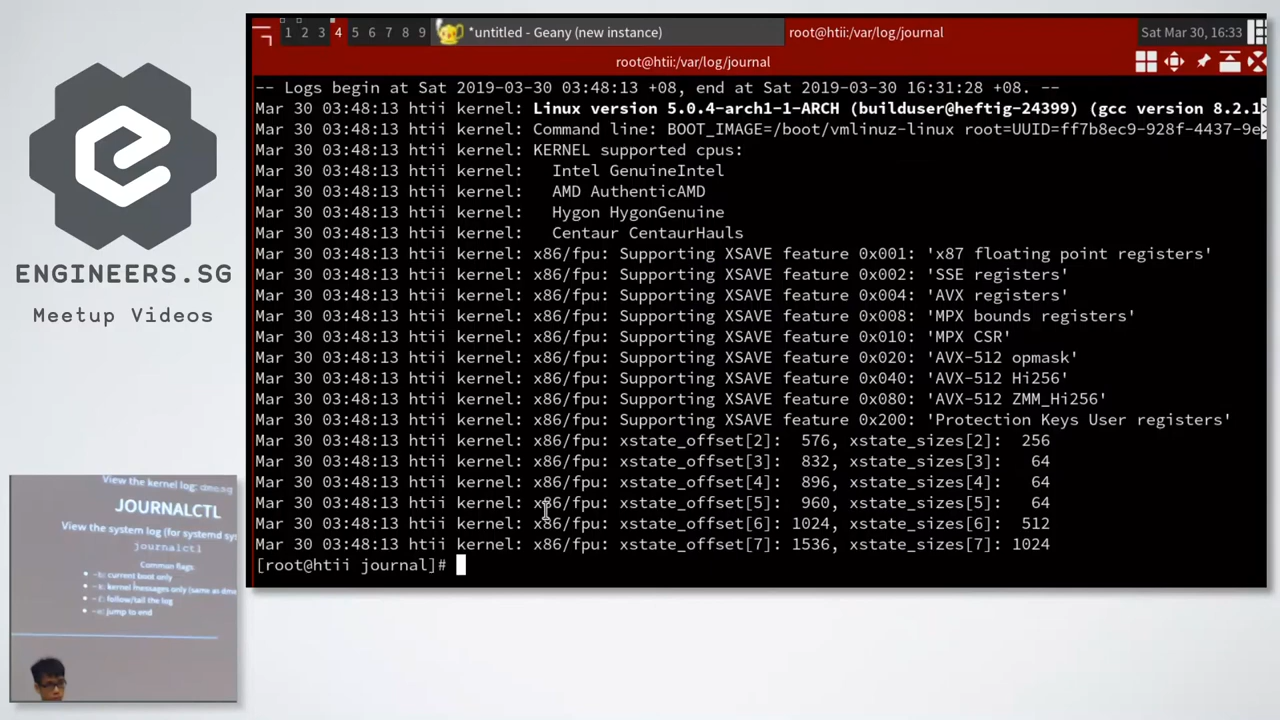 1 2 3 4 5 6 7 8 9 *untitled - Geany (new instance) root@htii:/var/log/journal Sat Mar 30, 16:33
root@htii:/var/log/journal
-- Logs begin at Sat 2019-03-30 03:48:13 +08, end at Sat 2019-03-30 16:31:28 +08. --
Mar 30 03:48:13 htii kernel: Linux version 5.0.4-arch1-1-ARCH (builduser@heftig-24399) (gcc version 8.2.1>
Mar 30 03:48:13 htii kernel: Command line: BOOT_IMAGE=/boot/vmlinuz-linux root=UUID=ff7b8ec9-928f-4437-9e>
Mar 30 03:48:13 htii kernel: KERNEL supported cpus:
Mar 30 03:48:13 htii kernel:   Intel GenuineIntel
Mar 30 03:48:13 htii kernel:   AMD AuthenticAMD
Mar 30 03:48:13 htii kernel:   Hygon HygonGenuine
Mar 30 03:48:13 htii kernel:   Centaur CentaurHauls
Mar 30 03:48:13 htii kernel: x86/fpu: Supporting XSAVE feature 0x001: 'x87 floating point registers'
Mar 30 03:48:13 htii kernel: x86/fpu: Supporting XSAVE feature 0x002: 'SSE registers'
Mar 30 03:48:13 htii kernel: x86/fpu: Supporting XSAVE feature 0x004: 'AVX registers'
Mar 30 03:48:13 htii kernel: x86/fpu: Supporting XSAVE feature 0x008: 'MPX bounds registers'
Mar 30 03:48:13 htii kernel: x86/fpu: Supporting XSAVE feature 0x010: 'MPX CSR'
Mar 30 03:48:13 htii kernel: x86/fpu: Supporting XSAVE feature 0x020: 'AVX-512 opmask'
Mar 30 03:48:13 htii kernel: x86/fpu: Supporting XSAVE feature 0x040: 'AVX-512 Hi256'
Mar 30 03:48:13 htii kernel: x86/fpu: Supporting XSAVE feature 0x080: 'AVX-512 ZMM_Hi256'
Mar 30 03:48:13 htii kernel: x86/fpu: Supporting XSAVE feature 0x200: 'Protection Keys User registers'
Mar 30 03:48:13 htii kernel: x86/fpu: xstate_offset[2]:  576, xstate_sizes[2]:  256
Mar 30 03:48:13 htii kernel: x86/fpu: xstate_offset[3]:  832, xstate_sizes[3]:   64
Mar 30 03:48:13 htii kernel: x86/fpu: xstate_offset[4]:  896, xstate_sizes[4]:   64
Mar 30 03:48:13 htii kernel: x86/fpu: xstate_offset[5]:  960, xstate_sizes[5]:   64
Mar 30 03:48:13 htii kernel: x86/fpu: xstate_offset[6]: 1024, xstate_sizes[6]:  512
Mar 30 03:48:13 htii kernel: x86/fpu: xstate_offset[7]: 1536, xstate_sizes[7]: 1024
[root@htii journal]#
ENGINEERS.SG
Meetup Videos
View the kernel log: dmesg
JOURNALCTL
View the system log (for systemd sys
journalctl
Common flags
-b: current boot only
-k: kernel messages only (same as dme
-f: follow/tail the log
-e: jump to end